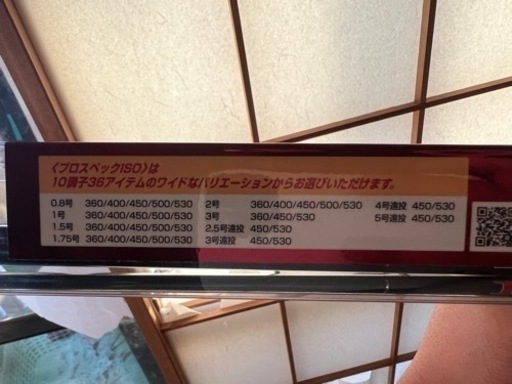 〈プロスペックISO〉は
10調子36アイテムのワイドなバリエーションからお選びいただけます。
0.8号 360/400/450/500/530 2号 360/400/450/500/530 4号遠投 450/530
1号 360/400/450/500/530 3号 360/450/530 5号遠投 450/530
1.5号 360/400/450/500/530 2.5号遠投 450/530
1.75号 360/400/450/500/530 3号遠投 450/530